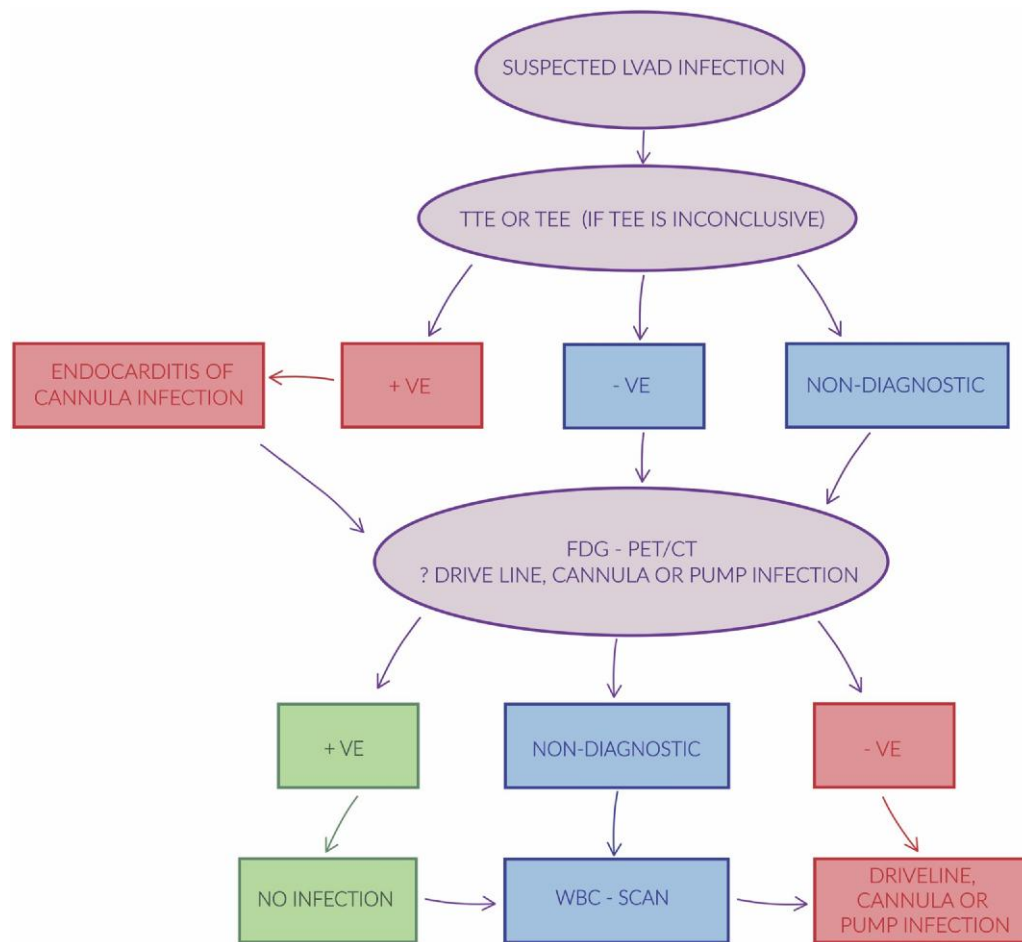 SUSPECTED LVAD INFECTION
TTE OR TEE (IF TEE IS INCONCLUSIVE)
ENDOCARDITIS OF
CANNULA INFECTION
+ VE
- VE
NON-DIAGNOSTIC
FDG - PET/CT
? DRIVE LINE, CANNULA OR PUMP INFECTION
+ VE
NON-DIAGNOSTIC
- VE
NO INFECTION
WBC - SCAN
DRIVELINE,
CANNULA OR
PUMP INFECTION